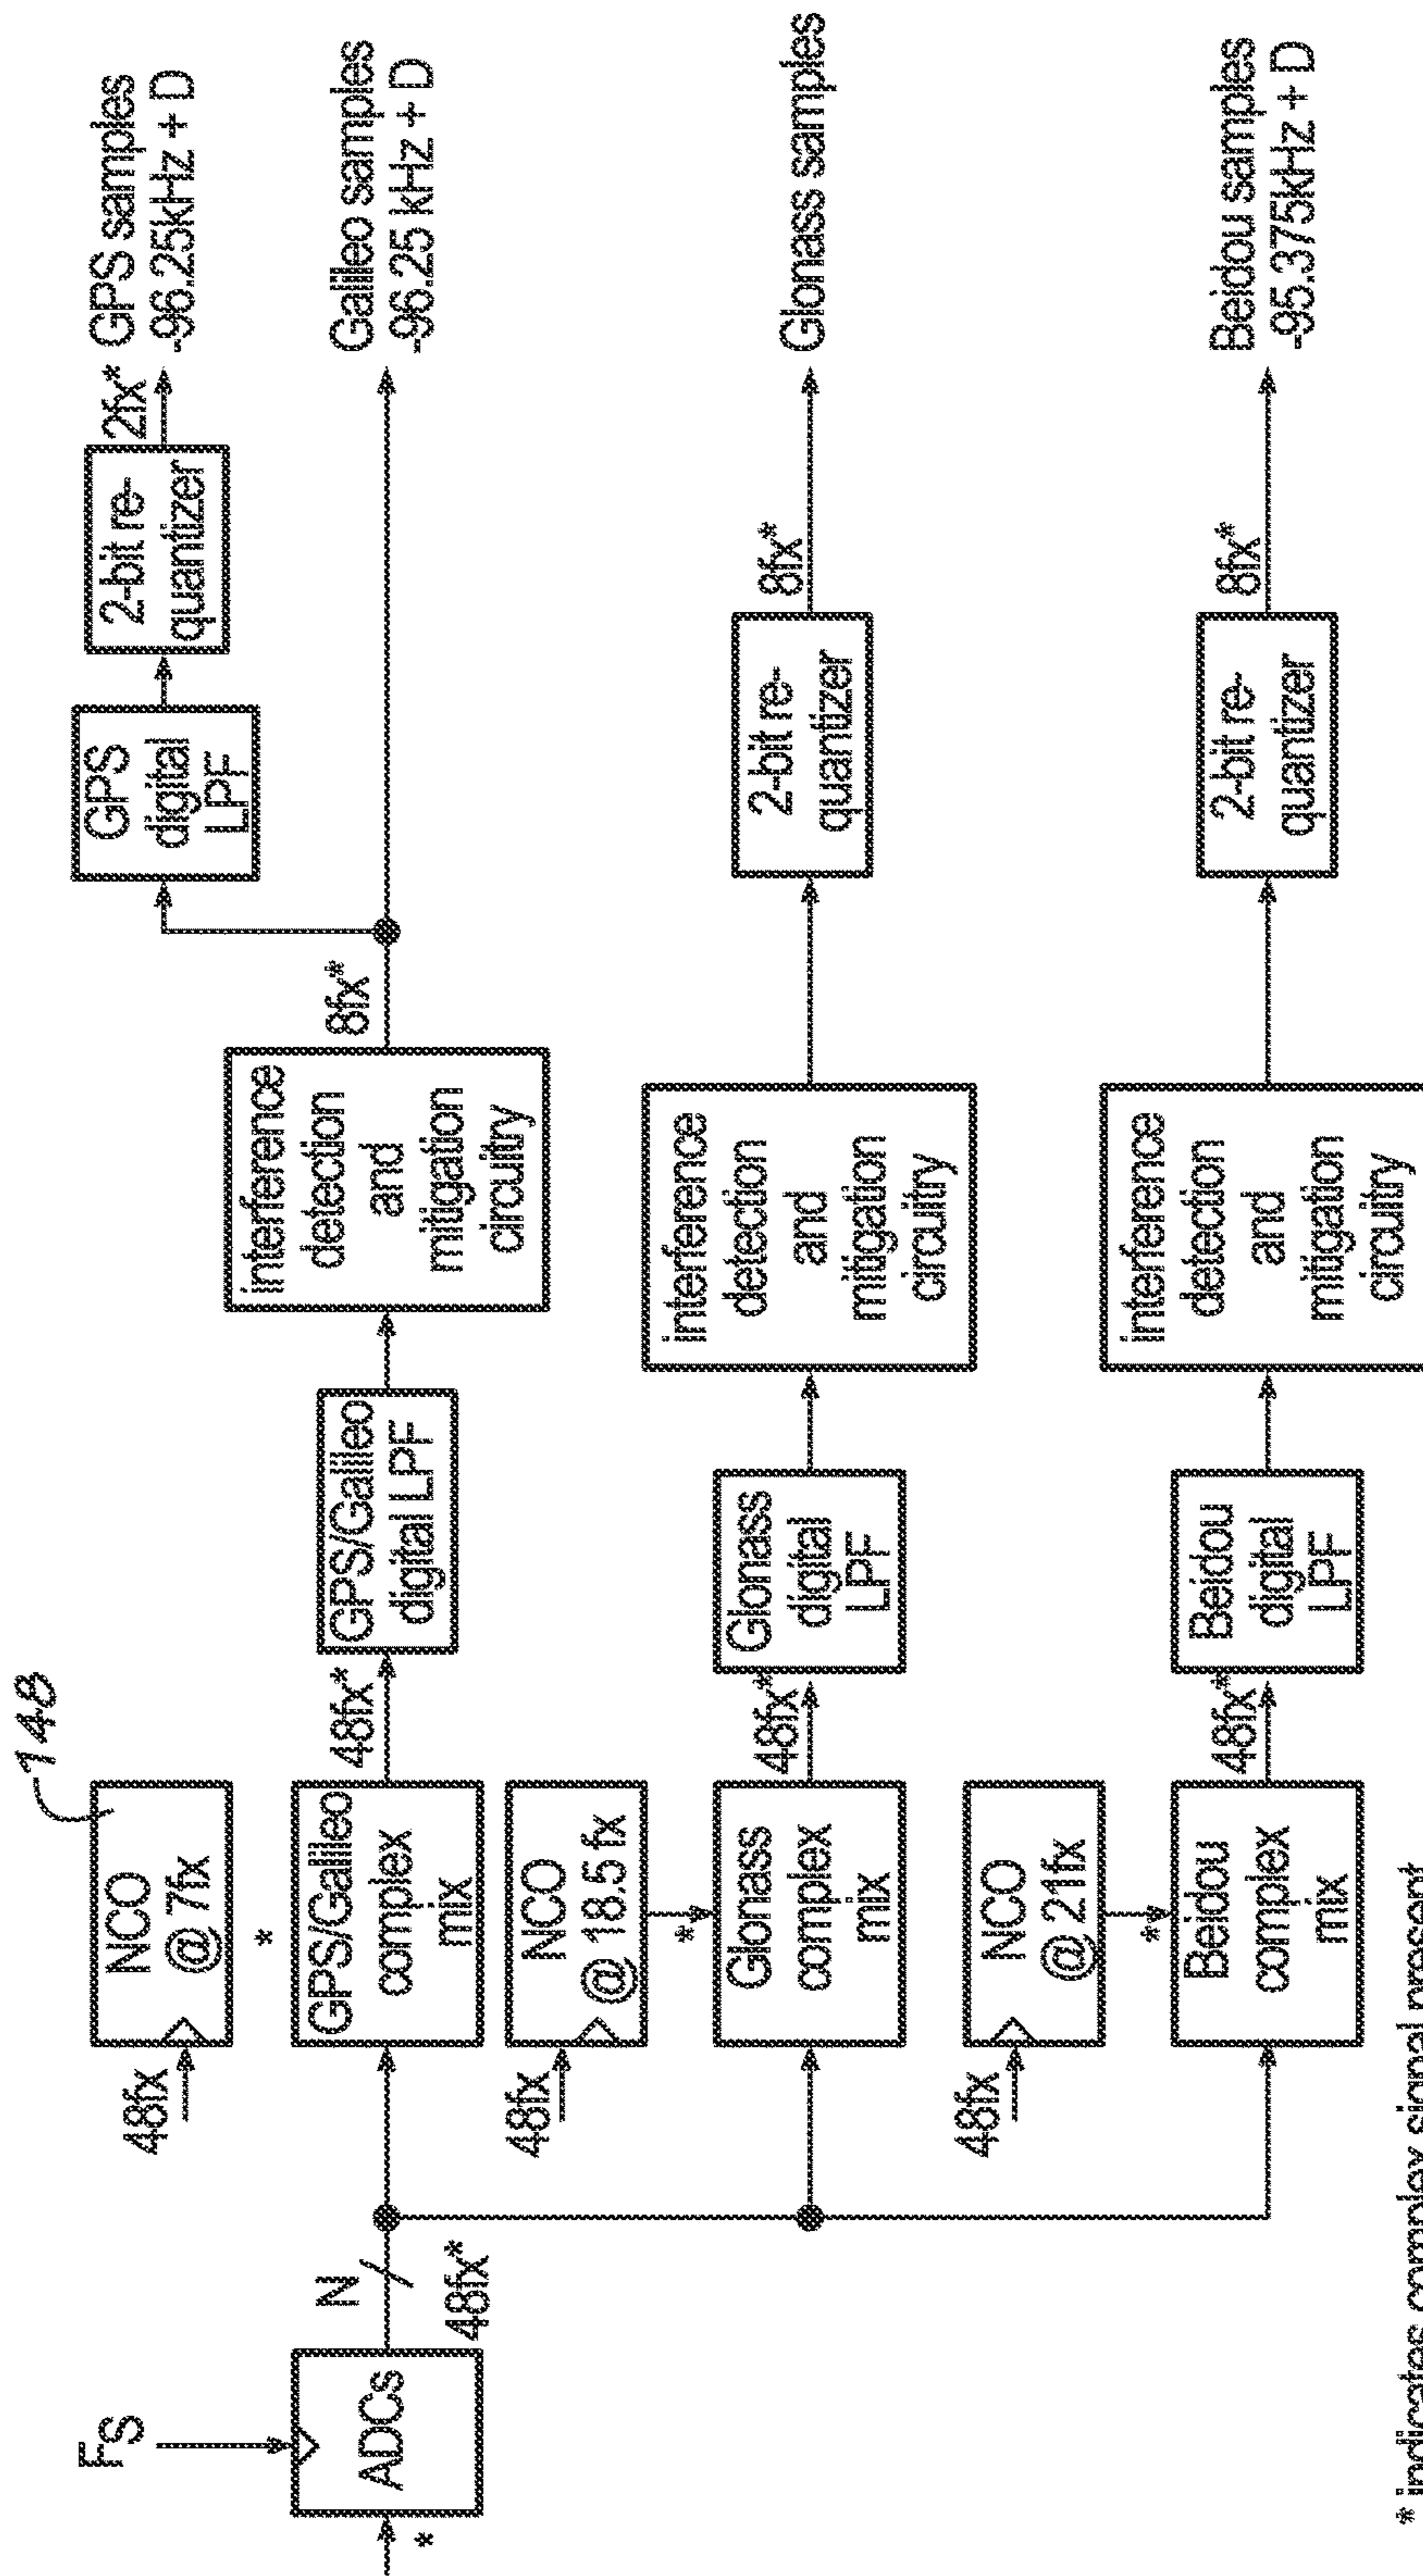 FS
ADCs
*
N
48fx*
48fx
NCO
@ 7fx
148
*
GPS/Galileo
complex
mix
48fx*
GPS/Galileo
digital LPF
interference
detection
and
mitigation
circuitry
8fx*
GPS
digital
LPF
2-bit re-
quantizer
2fx*
GPS samples
-96.25kHz + D
Galileo samples
-96.25 kHz + D
48fx
NCO
@ 18.5 fx
*
Glonass
complex
mix
48fx*
Glonass
digital
LPF
interference
detection
and
mitigation
circuitry
2-bit re-
quantizer
8fx*
Glonass samples
48fx
NCO
@ 21fx
*
Beidou
complex
mix
48fx*
Beidou
digital
LPF
interference
detection
and
mitigation
circuitry
2-bit re-
quantizer
8fx*
Beidou samples
-95.375kHz + D
* indicates complex signal present